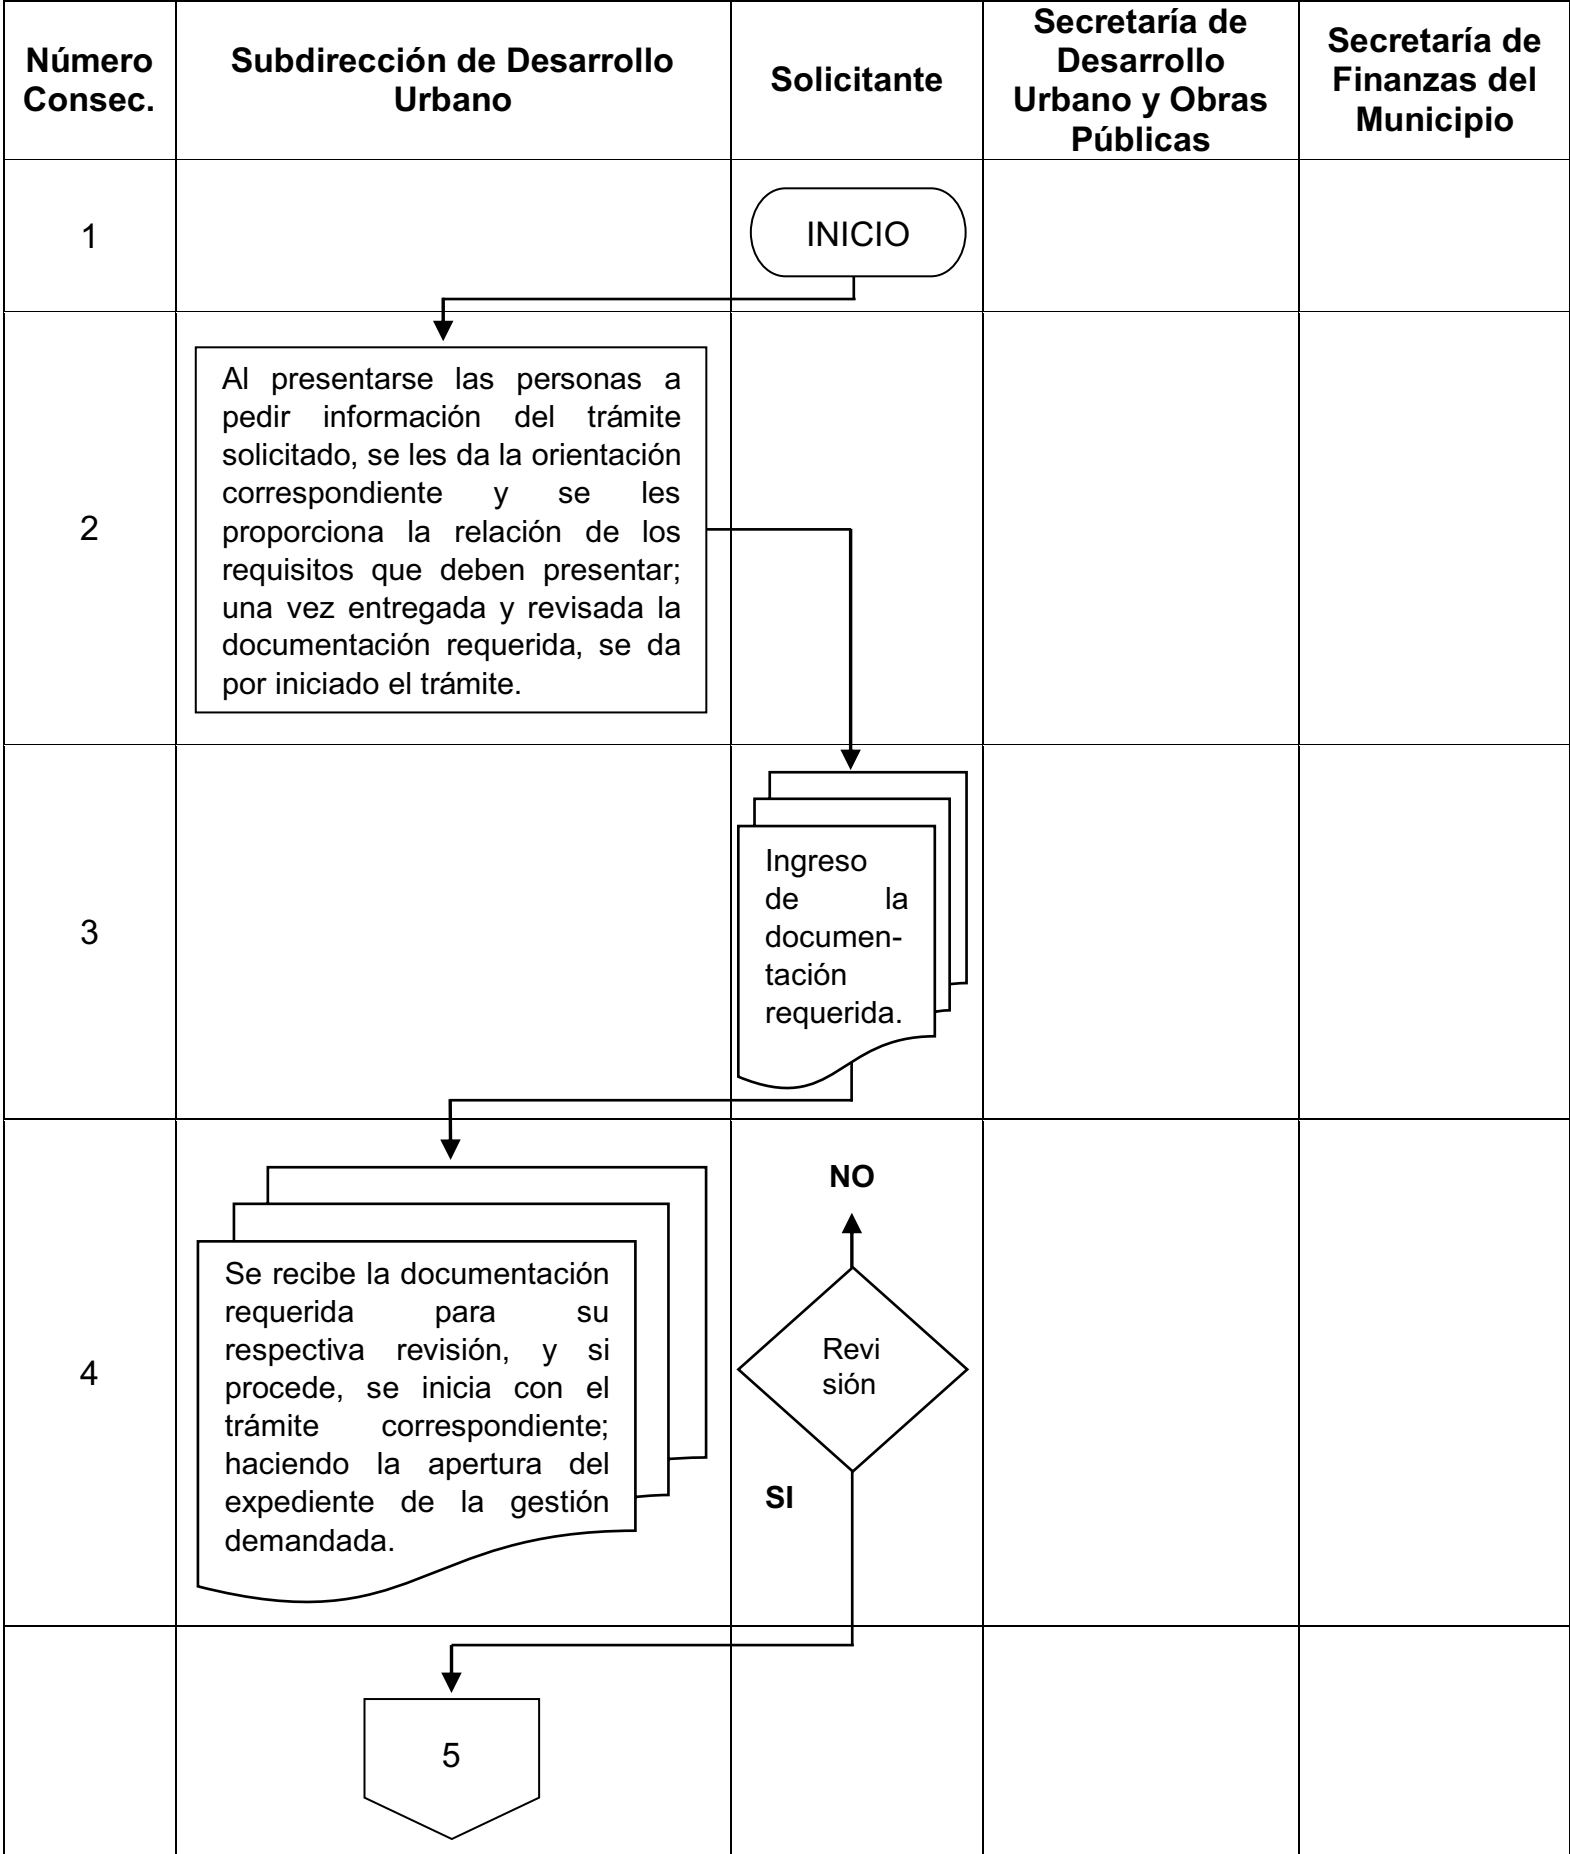 Número
Consec.
Subdirección de Desarrollo
Urbano
Solicitante
Secretaría de
Desarrollo
Urbano y Obras
Públicas
Secretaría de
Finanzas del
Municipio
1
INICIO
2
Al presentarse las personas a
pedir información del trámite
solicitado, se les da la orientación
correspondiente y se les
proporciona la relación de los
requisitos que deben presentar;
una vez entregada y revisada la
documentación requerida, se da
por iniciado el trámite.
3
Ingreso
de la
documen-
tación
requerida.
4
Se recibe la documentación
requerida para su
respectiva revisión, y si
procede, se inicia con el
trámite correspondiente;
haciendo la apertura del
expediente de la gestión
demandada.
NO
Revi
sión
SI
5